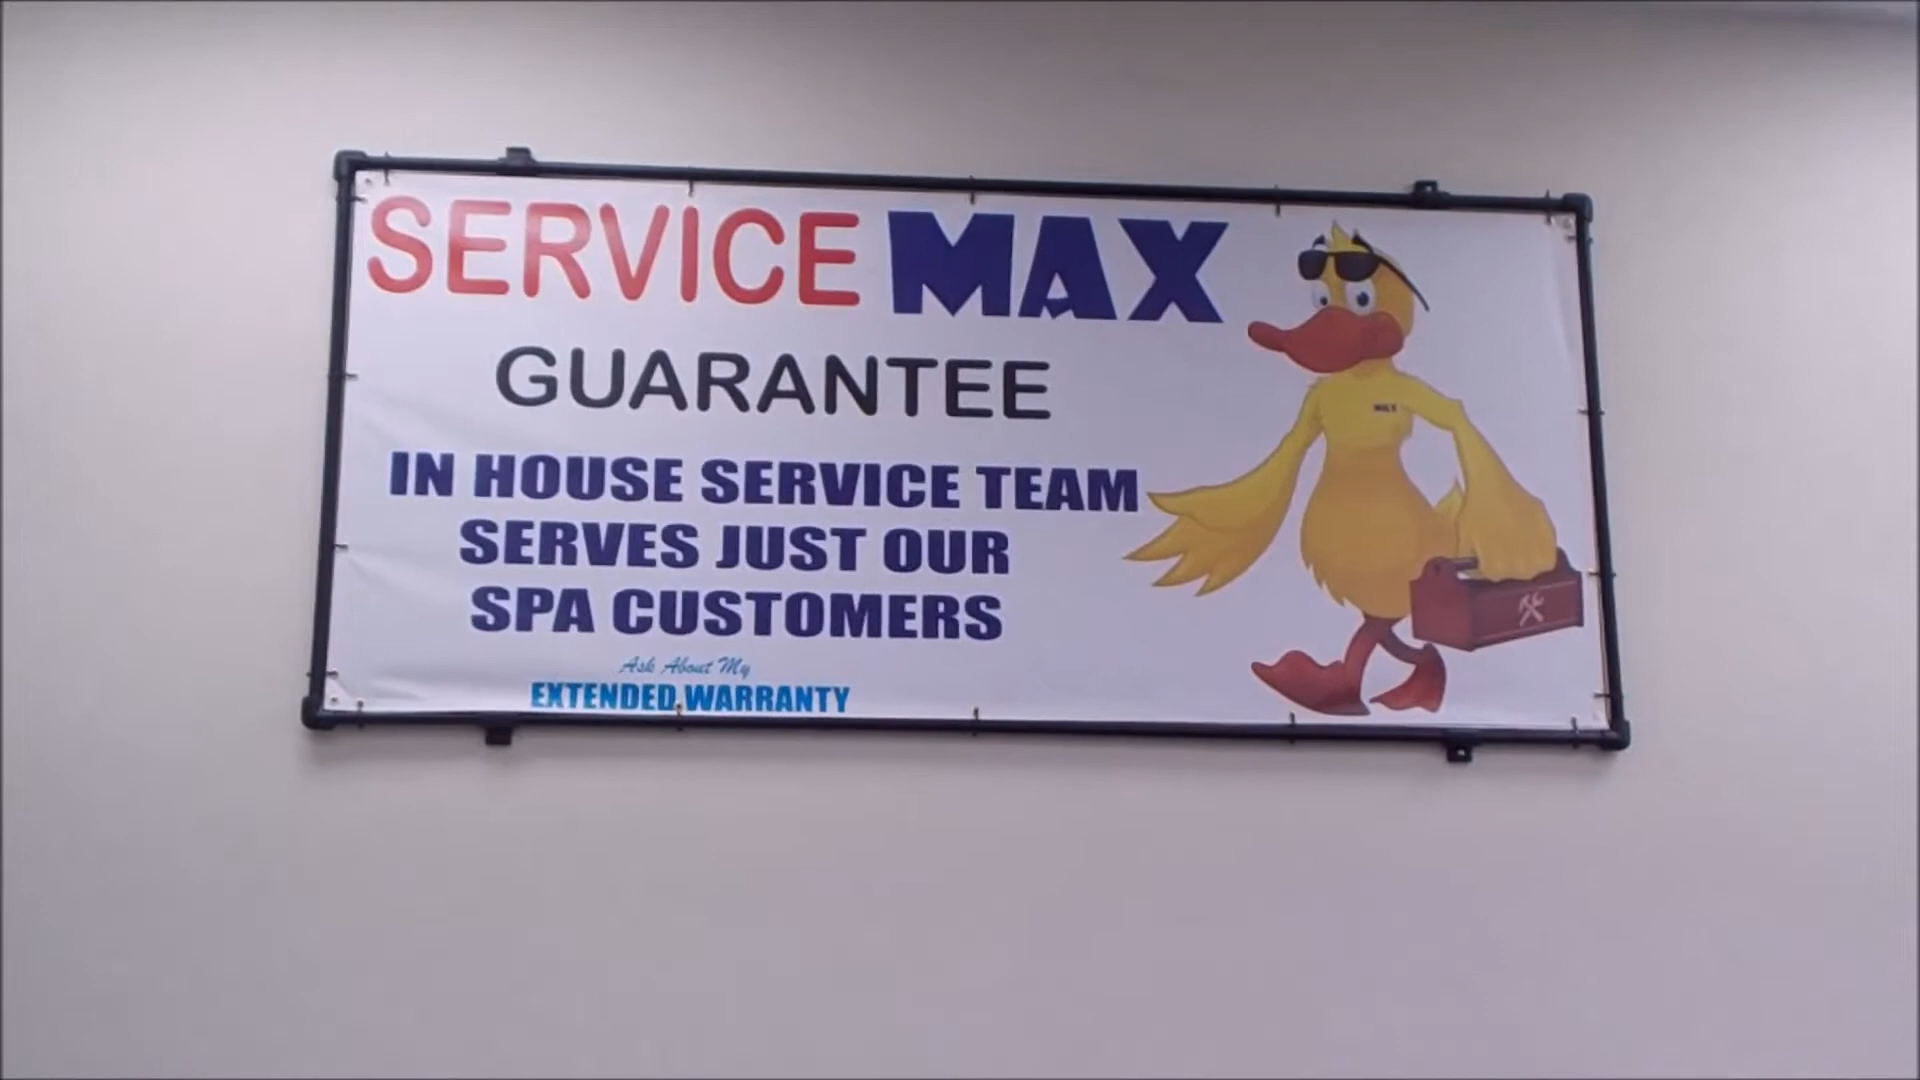 SERVICE MAX
GUARANTEE
IN HOUSE SERVICE TEAM
SERVES JUST OUR
SPA CUSTOMERS
Ask About My
EXTENDED WARRANTY